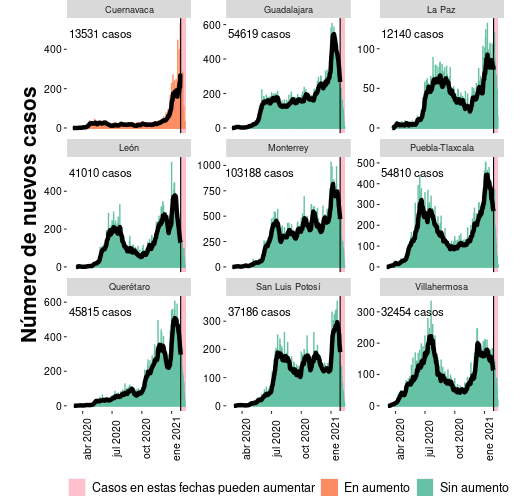 Cuernavaca
Guadalajara
La Paz
13531 casos
54619 casos
12140 casos
400
200
0
600
400
200
0
100
50
0
León
Monterrey
Puebla-Tlaxcala
41010 casos
103188 casos
54810 casos
400
200
0
1000
750
500
250
0
500
400
300
200
100
0
Querétaro
San Luis Potosí
Villahermosa
45815 casos
37186 casos
32454 casos
600
400
200
0
300
200
100
0
300
200
100
0
abr 2020
jul 2020
oct 2020
ene 2021
abr 2020
jul 2020
oct 2020
ene 2021
abr 2020
jul 2020
oct 2020
ene 2021
Número de nuevos casos
Casos en estas fechas pueden aumentar
En aumento
Sin aumento